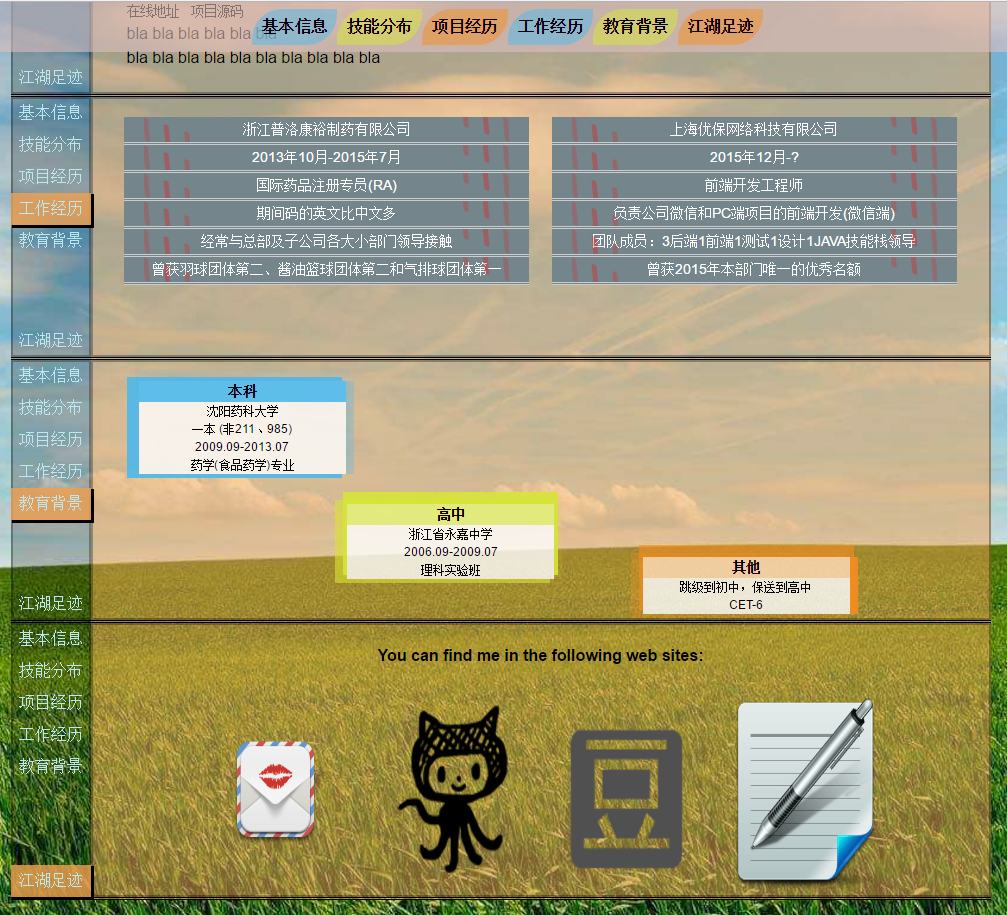 在线地址 项目源码
基本信息 技能分布 项目经历 工作经历 教育背景 江湖足迹
bla bla bla bla bla bla
bla bla bla bla bla bla bla bla bla bla
江湖足迹
基本信息
技能分布
项目经历
工作经历
教育背景
江湖足迹
浙江普洛康裕制药有限公司
2013年10月-2015年7月
国际药品注册专员(RA)
期间码的英文比中文多
经常与总部及子公司各大小部门领导接触
曾获羽球团体第二、酱油篮球团体第二和气排球团体第一
上海优保网络科技有限公司
2015年12月-?
前端开发工程师
负责公司微信和PC端项目的前端开发(微信端)
团队成员：3后端1前端1测试1设计1JAVA技能栈领导
曾获2015年本部门唯一的优秀名额
基本信息
技能分布
项目经历
工作经历
教育背景
江湖足迹
本科
沈阳药科大学
一本 (非211、985)
2009.09-2013.07
药学(食品药学)专业
高中
浙江省永嘉中学
2006.09-2009.07
理科实验班
其他
跳级到初中，保送到高中
CET-6
基本信息
技能分布
项目经历
工作经历
教育背景
江湖足迹
You can find me in the following web sites:
豆